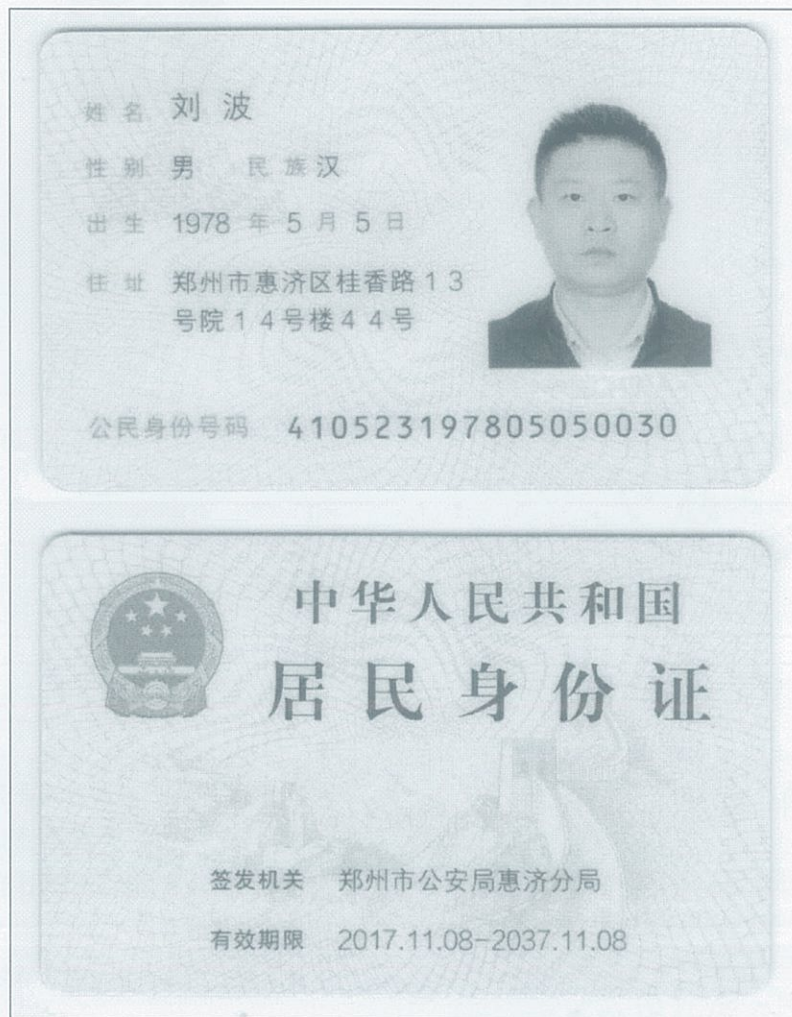 姓名 刘波
性别 男 民族 汉
出生 1978 年 5 月 5 日
住址 郑州市惠济区桂香路13
号院14号楼44号
公民身份号码 410523197805050030
中华人民共和国
居民身份证
签发机关 郑州市公安局惠济分局
有效期限 2017.11.08-2037.11.08